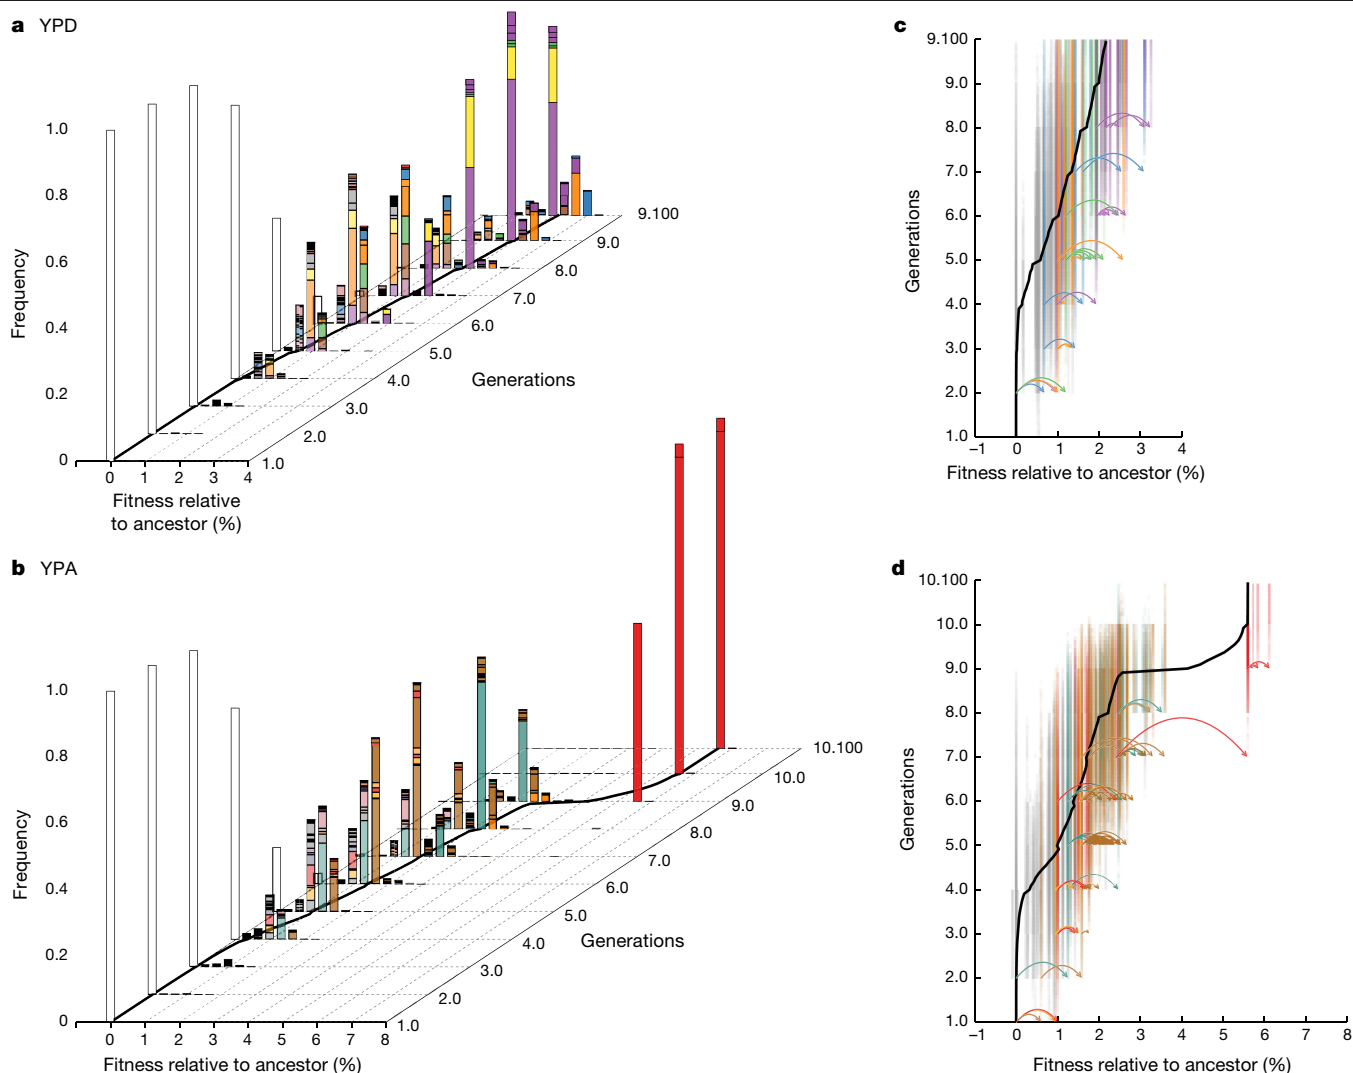 a YPD
1.0
0.8
0.6
0.4
0.2
0
Frequency
0 1 2 3 4
Fitness relative
to ancestor (%)
1.0
2.0
3.0
4.0
5.0
6.0
7.0
8.0
9.0
9.100
Generations
b YPA
1.0
0.8
0.6
0.4
0.2
0
Frequency
0 1 2 3 4 5 6 7 8
Fitness relative to ancestor (%)
1.0
2.0
3.0
4.0
5.0
6.0
7.0
8.0
9.0
10.0
10.100
Generations
c
9.100
9.0
8.0
7.0
6.0
5.0
4.0
3.0
2.0
1.0
Generations
–1 0 1 2 3 4
Fitness relative to ancestor (%)
d
10.100
10.0
9.0
8.0
7.0
6.0
5.0
4.0
3.0
2.0
1.0
Generations
–1 0 1 2 3 4 5 6 7 8
Fitness relative to ancestor (%)